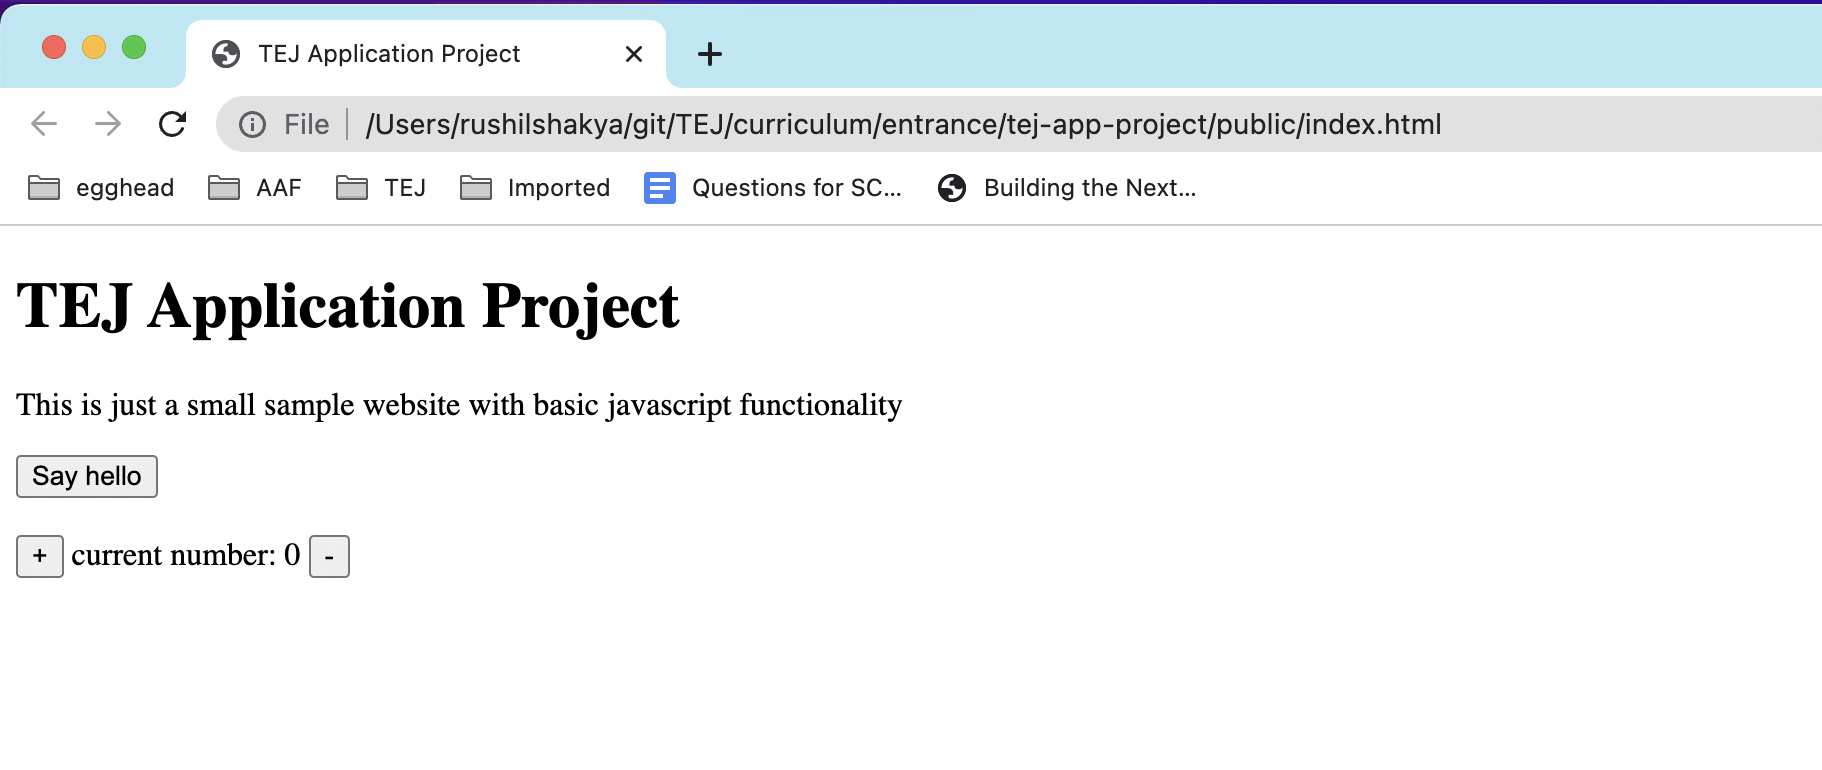 TEJ Application Project
File /Users/rushilshakya/git/TEJ/curriculum/entrance/tej-app-project/public/index.html
egghead AAF TEJ Imported Questions for SC... Building the Next...
TEJ Application Project
This is just a small sample website with basic javascript functionality
Say hello
+ current number: 0 -